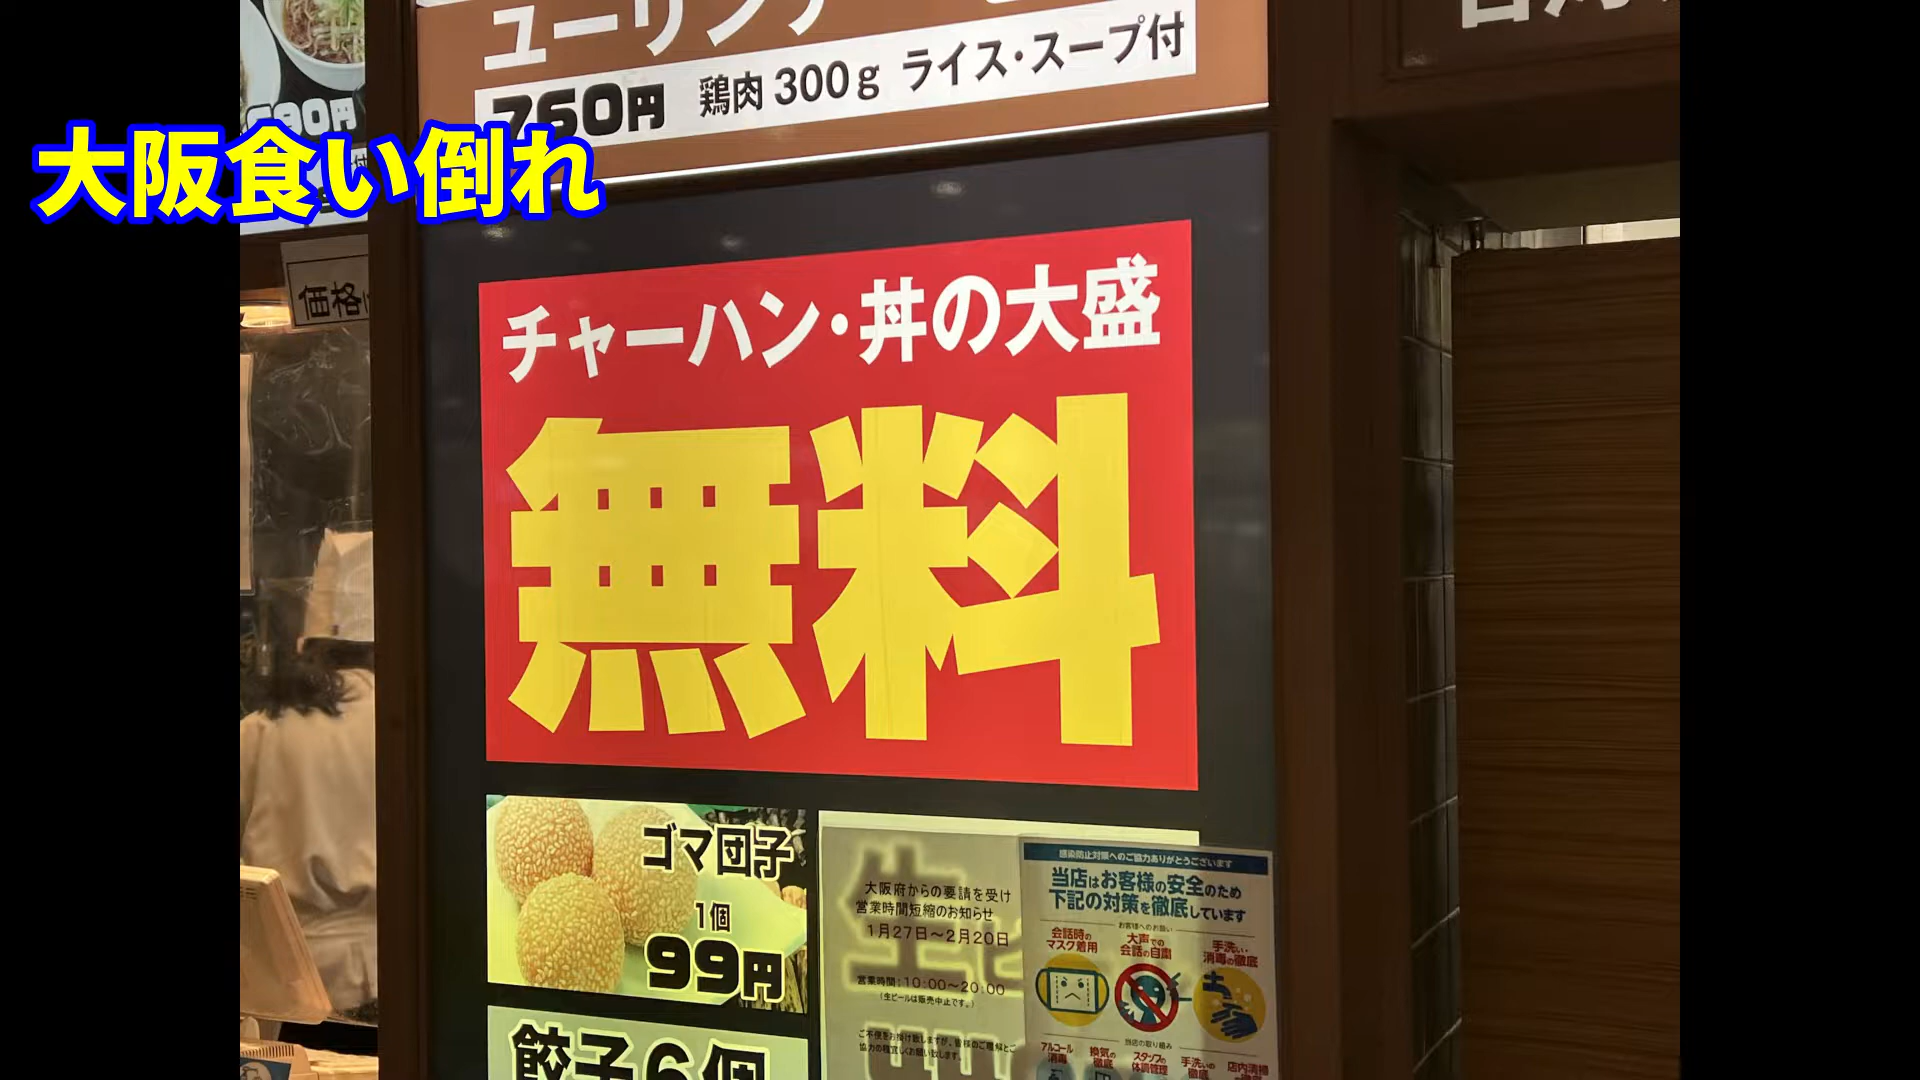 ューリンチー
760円 鶏肉 300g ライス・スープ付
690円
大阪食い倒れ
価格
チャーハン・丼の大盛
無料
ゴマ団子
1個
99円
餃子6個
大阪府からの要請を受け
営業時間短縮のお知らせ
1月27日～2月20日
営業時間：10:00～20:00
（生ビールは販売中止です。）
ご不便をお掛け致しますが、皆様のご理解とご
協力の程宜しくお願い致します。
感染防止対策へのご協力ありがとうございます
当店はお客様の安全のため
下記の対策を徹底しています
お客様へのお願い
会話時の
マスク着用
大声での
会話の自粛
手洗い・
消毒の徹底
当店の取り組み
アルコール
消毒
換気の
徹底
スタッフの
体調管理
手洗いの
徹底
店内清掃